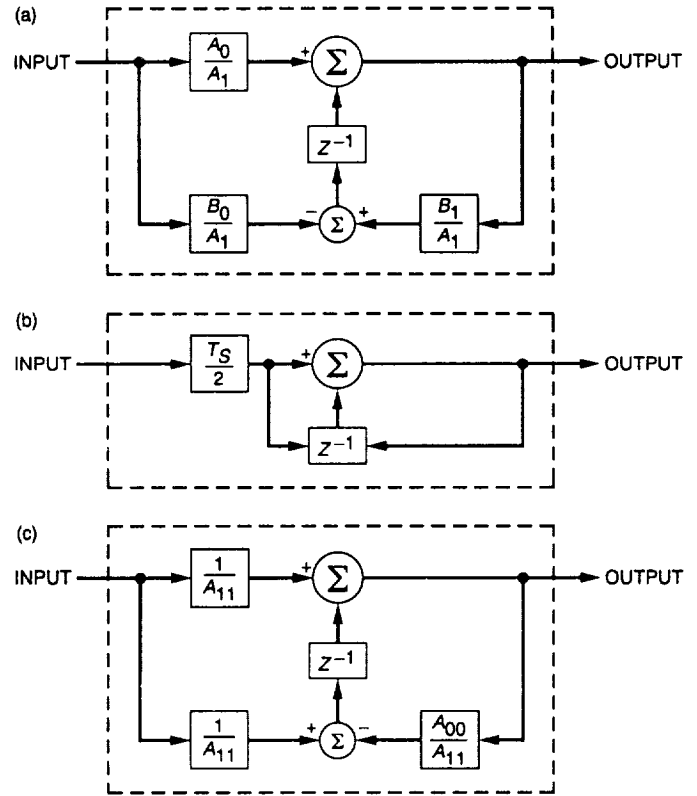 (a)
INPUT
A0
A1
+
Σ
OUTPUT
Z−1
B0
A1
−
Σ
+
B1
A1
(b)
INPUT
TS
2
+
Σ
OUTPUT
Z−1
(c)
INPUT
1
A11
+
Σ
OUTPUT
Z−1
1
A11
+
Σ
−
A00
A11